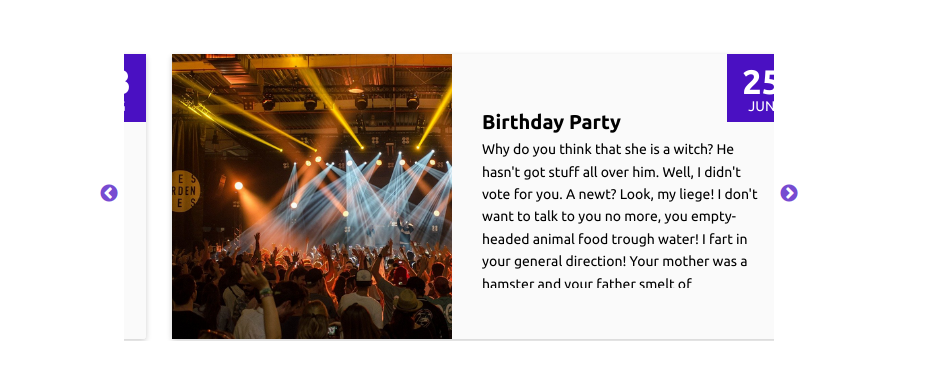 25
JUN
Birthday Party
Why do you think that she is a witch? He
hasn't got stuff all over him. Well, I didn't
vote for you. A newt? Look, my liege! I don't
want to talk to you no more, you empty-
headed animal food trough water! I fart in
your general direction! Your mother was a
hamster and your father smelt of